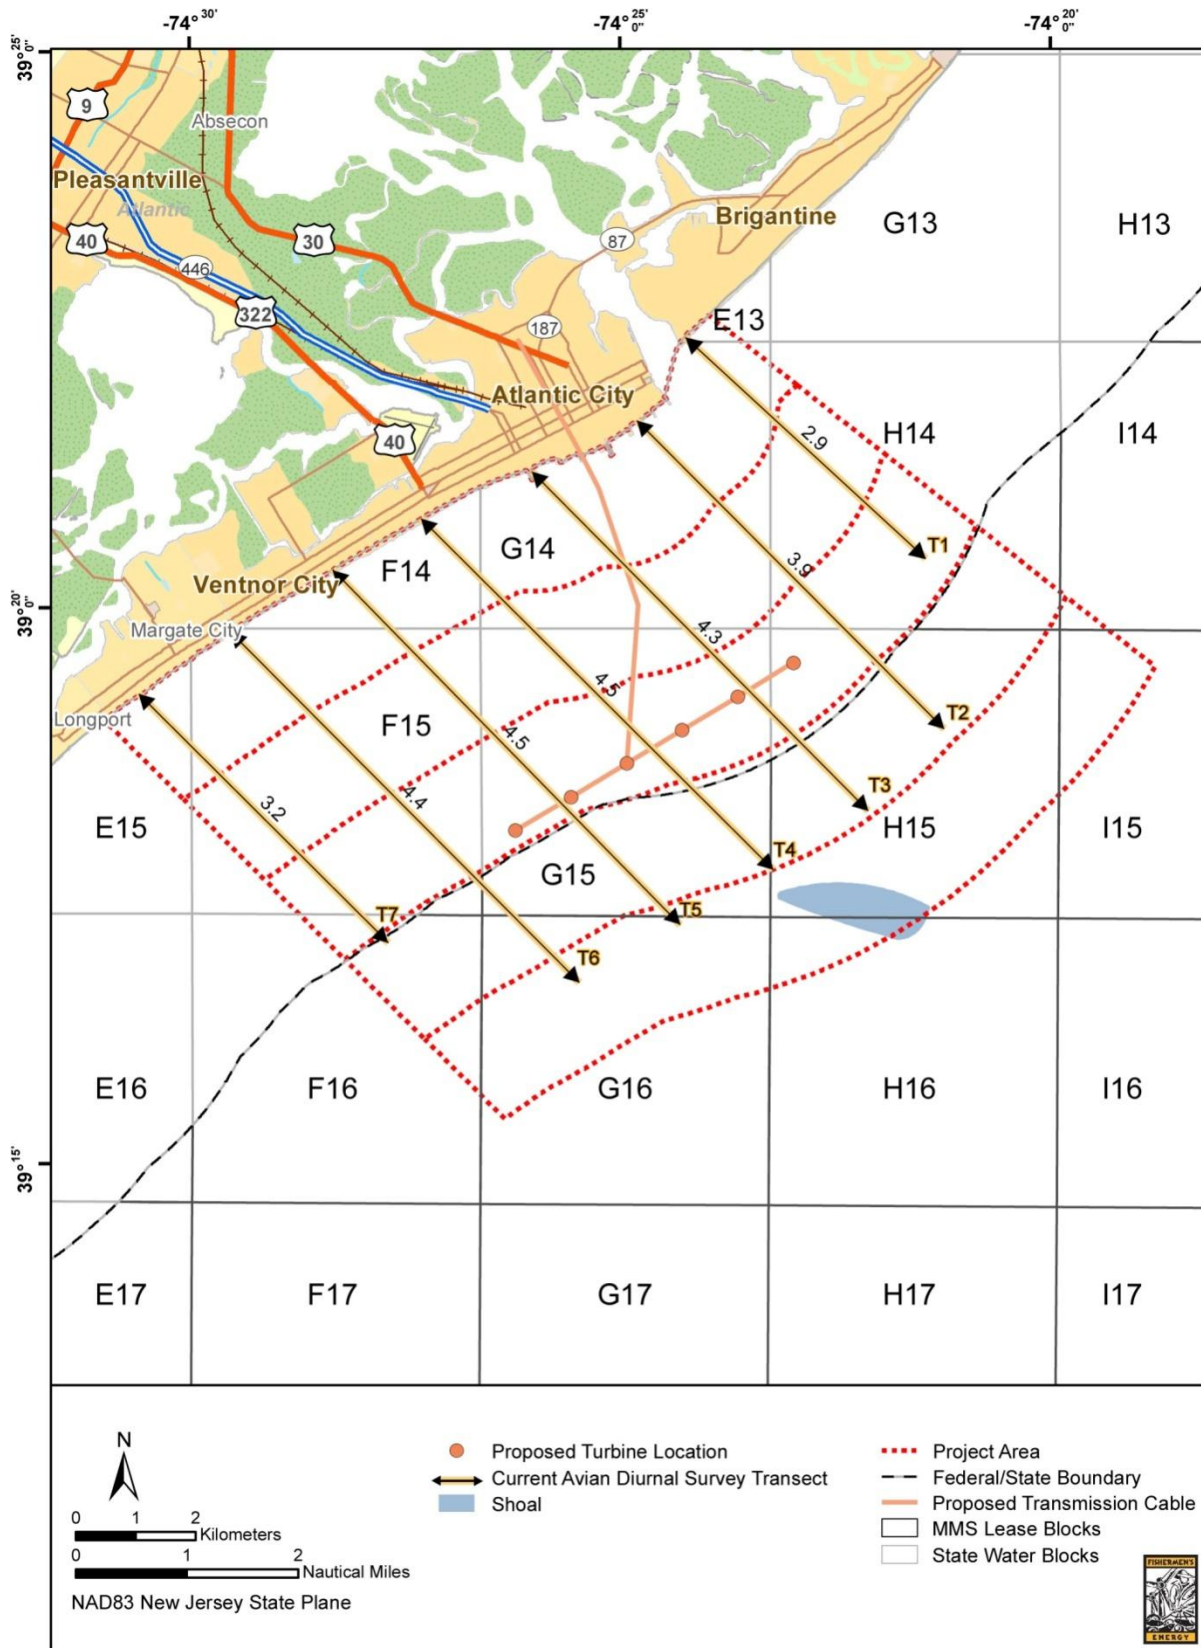 -74° 30' 0"
-74° 25' 0"
-74° 20' 0"
39° 25' 0"
9
Absecon
Pleasantville
Atlantic
Brigantine
G13
H13
40
30
87
446
322
187
E13
Atlantic City
2.9
H14
I14
40
G14
T1
F14
3.9
Ventnor City
39° 20' 0"
Margate City
4.3
4.5
Longport
F15
4.5
T2
T3
4.4
3.2
E15
H15
I15
T4
G15
T7
T5
T6
E16
F16
G16
H16
I16
39° 15' 0"
E17
F17
G17
H17
I17
N
0 1 2
Kilometers
0 1 2
Nautical Miles
NAD83 New Jersey State Plane
Proposed Turbine Location
Current Avian Diurnal Survey Transect
Shoal
Project Area
Federal/State Boundary
Proposed Transmission Cable
MMS Lease Blocks
State Water Blocks
FISHERMEN'S
ENERGY